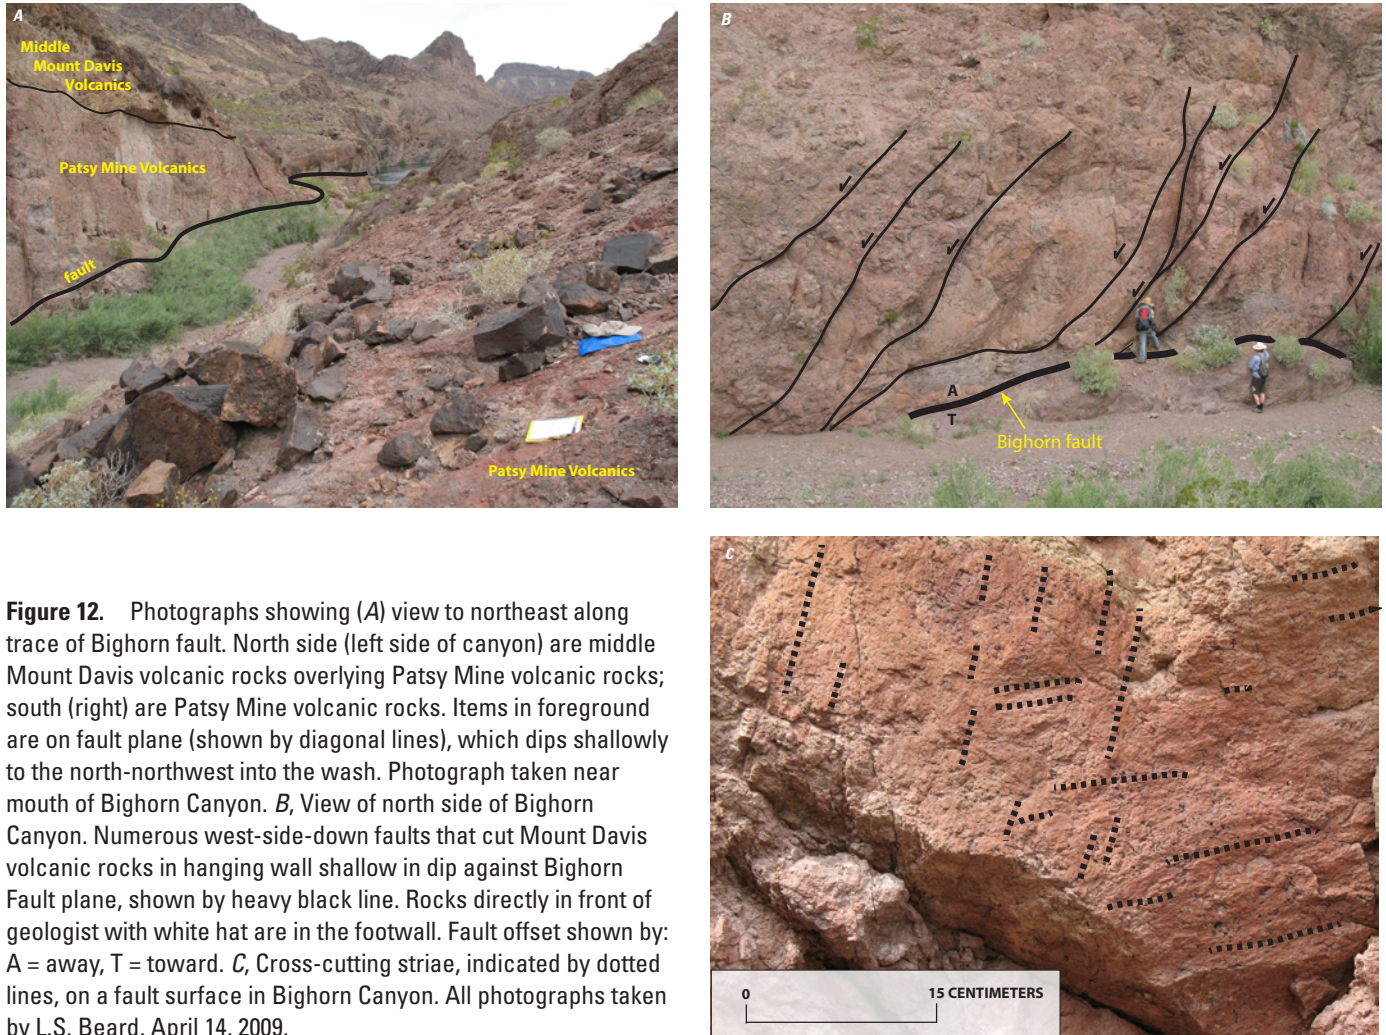 A
Middle
Mount Davis
Volcanics
Patsy Mine Volcanics
fault
Patsy Mine Volcanics
B
A
T
Bighorn fault
C
0 15 CENTIMETERS
Figure 12. Photographs showing (A) view to northeast along
trace of Bighorn fault. North side (left side of canyon) are middle
Mount Davis volcanic rocks overlying Patsy Mine volcanic rocks;
south (right) are Patsy Mine volcanic rocks. Items in foreground
are on fault plane (shown by diagonal lines), which dips shallowly
to the north-northwest into the wash. Photograph taken near
mouth of Bighorn Canyon. B, View of north side of Bighorn
Canyon. Numerous west-side-down faults that cut Mount Davis
volcanic rocks in hanging wall shallow in dip against Bighorn
Fault plane, shown by heavy black line. Rocks directly in front of
geologist with white hat are in the footwall. Fault offset shown by:
A = away, T = toward. C, Cross-cutting striae, indicated by dotted
lines, on a fault surface in Bighorn Canyon. All photographs taken
by L.S. Beard, April 14, 2009.